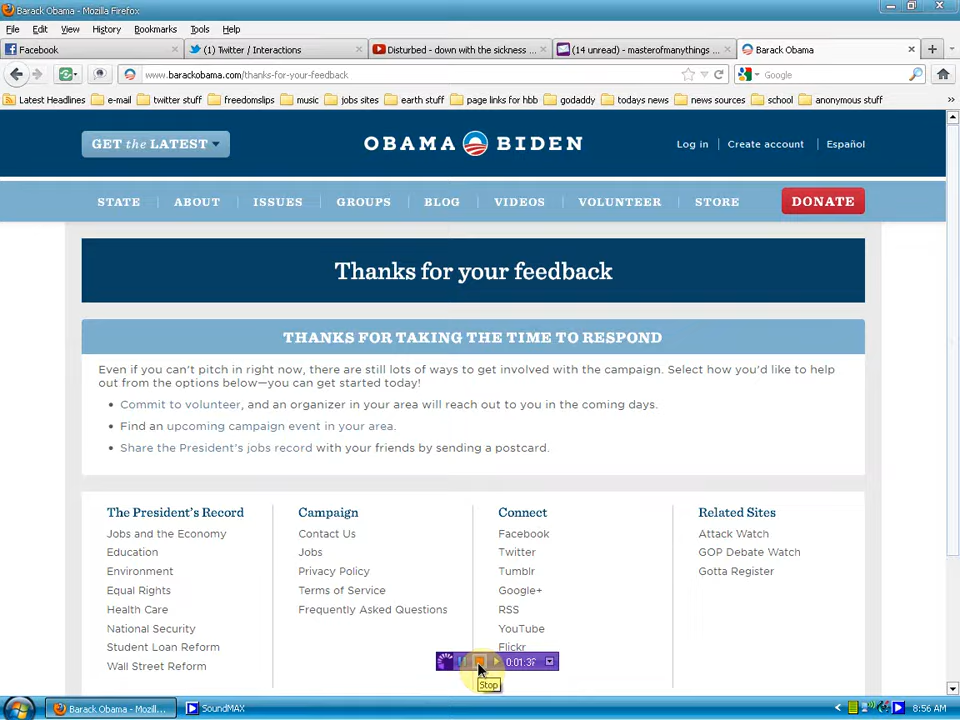 Barack Obama - Mozilla Firefox
File Edit View History Bookmarks Tools Help
Facebook
(1) Twitter / Interactions
Disturbed - down with the sickness ...
(14 unread) - masterofmanythings ...
Barack Obama
www.barackobama.com/thanks-for-your-feedback
Google
Latest Headlines e-mail twitter stuff freedomslips music jobs sites earth stuff page links for hbb godaddy todays news news sources school anonymous stuff
GET the LATEST
OBAMA BIDEN
Log in Create account Español
STATE ABOUT ISSUES GROUPS BLOG VIDEOS VOLUNTEER STORE DONATE
Thanks for your feedback
THANKS FOR TAKING THE TIME TO RESPOND
Even if you can't pitch in right now, there are still lots of ways to get involved with the campaign. Select how you'd like to help
out from the options below—you can get started today!
• Commit to volunteer, and an organizer in your area will reach out to you in the coming days.
• Find an upcoming campaign event in your area.
• Share the President's jobs record with your friends by sending a postcard.
The President's Record
Jobs and the Economy
Education
Environment
Equal Rights
Health Care
National Security
Student Loan Reform
Wall Street Reform
Campaign
Contact Us
Jobs
Privacy Policy
Terms of Service
Frequently Asked Questions
Connect
Facebook
Twitter
Tumblr
Google+
RSS
YouTube
Flickr
Related Sites
Attack Watch
GOP Debate Watch
Gotta Register
Stop
Barack Obama - Mozill...
SoundMAX
8:56 AM